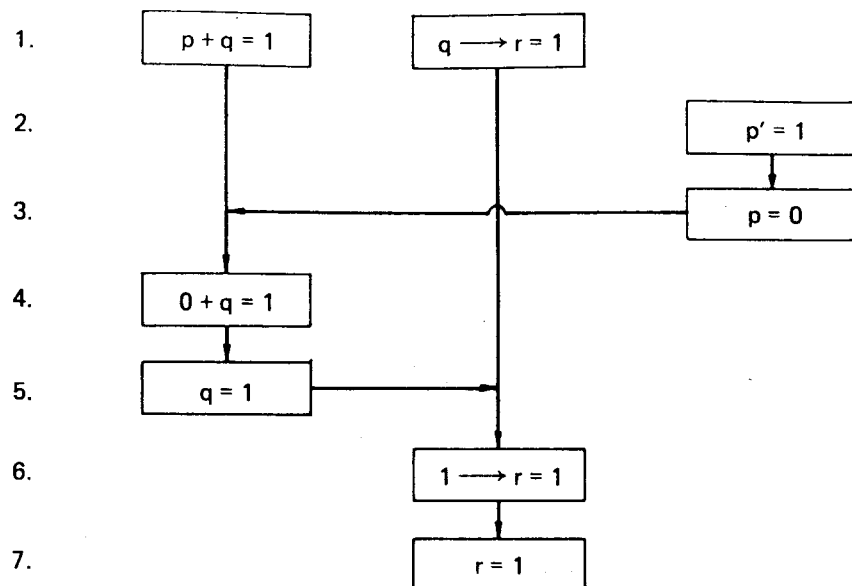 1. p + q = 1 q ⟶ r = 1
2. p′ = 1
3. p = 0
4. 0 + q = 1
5. q = 1
6. 1 ⟶ r = 1
7. r = 1